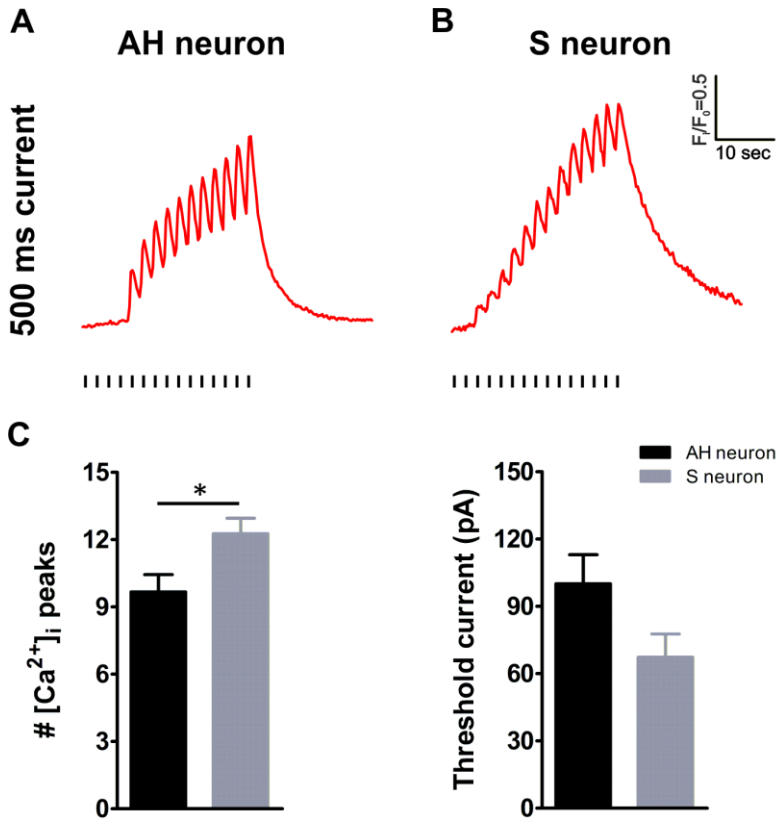 A
AH neuron
B
S neuron
500 ms current
Fᵢ/F₀=0.5
10 sec
C
AH neuron
S neuron
# [Ca²⁺]ᵢ peaks
15
12
9
6
3
0
*
Threshold current (pA)
150
120
90
60
30
0